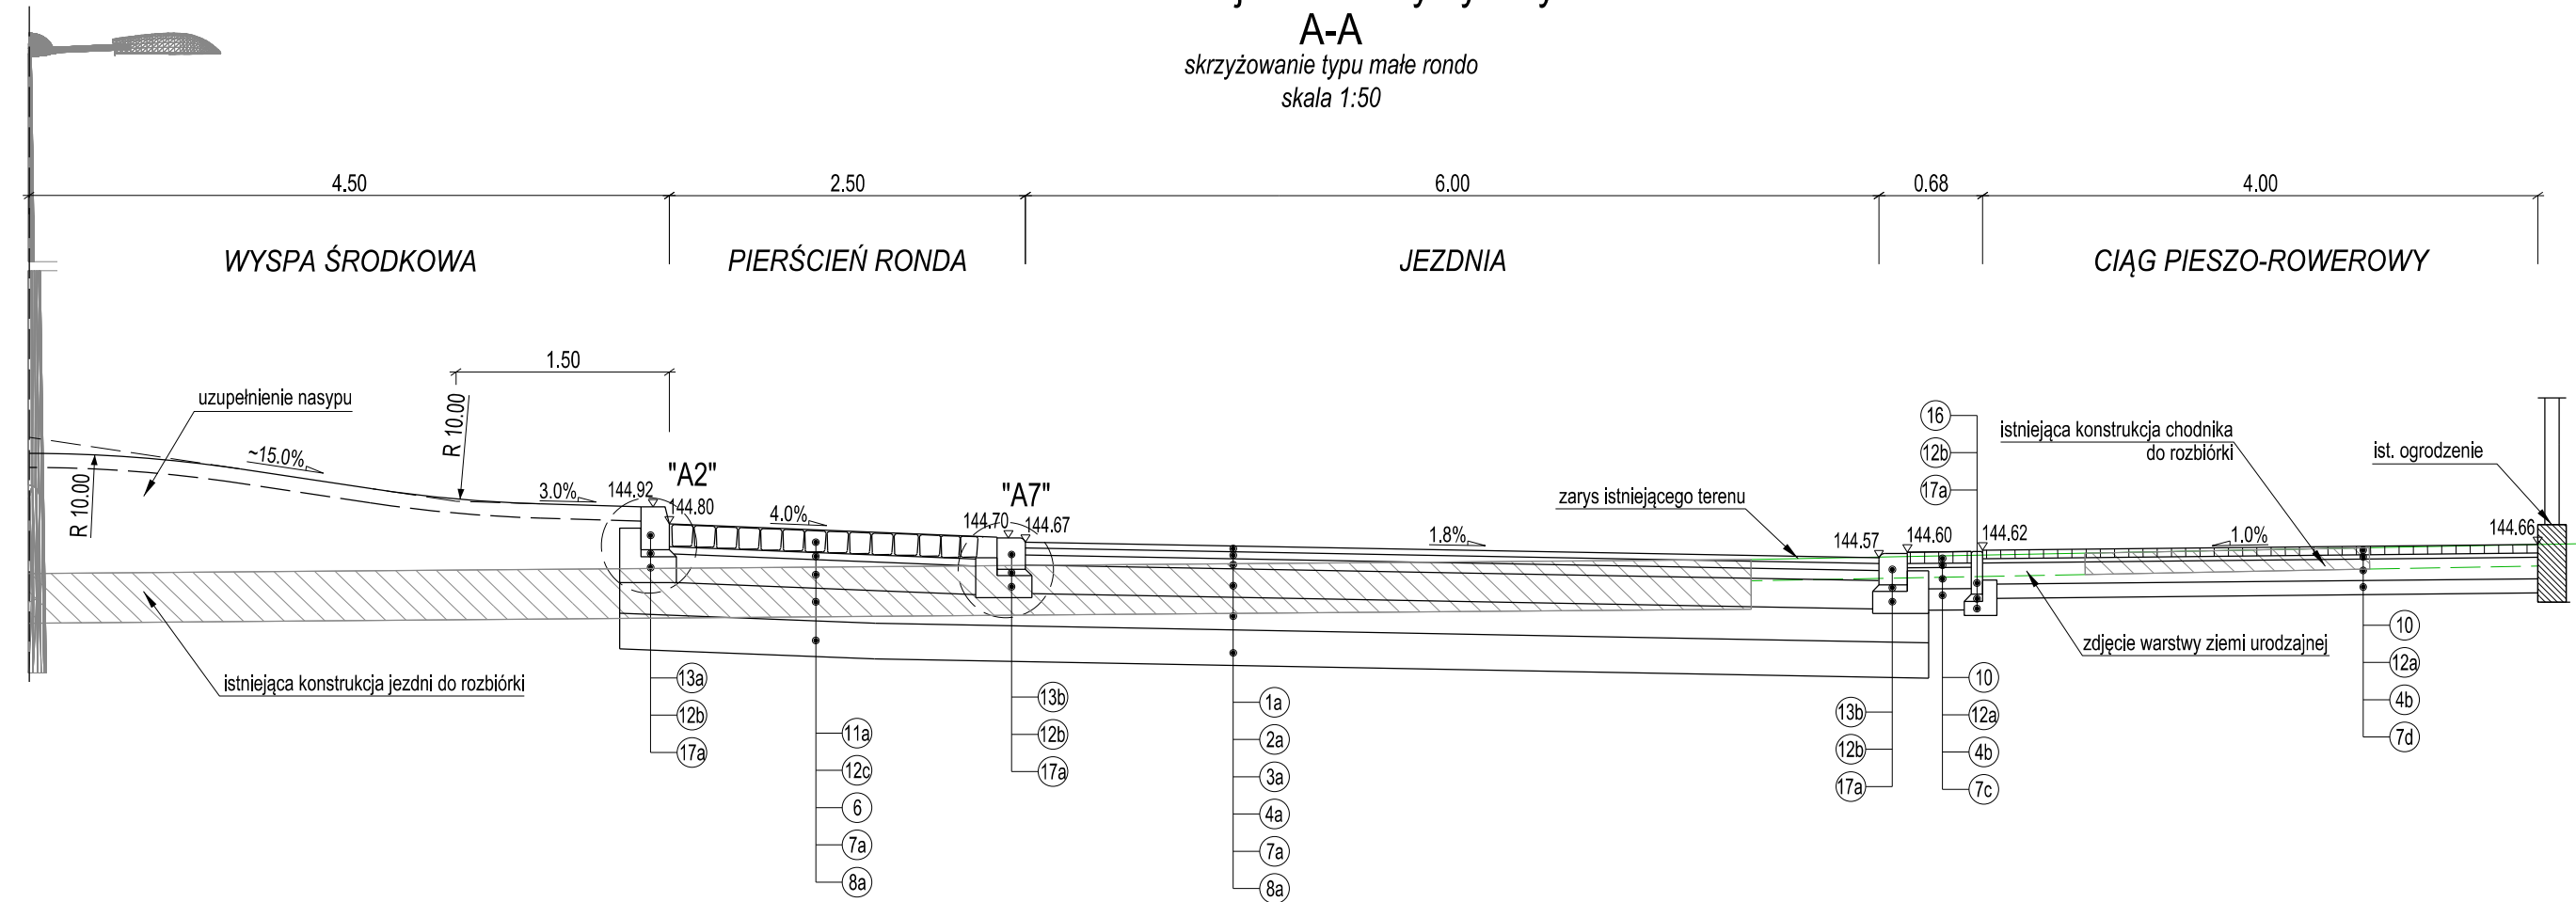 A-A
skrzyżowanie typu małe rondo
skala 1:50
4.50
2.50
6.00
0.68
4.00
WYSPA ŚRODKOWA
PIERŚCIEŃ RONDA
JEZDNIA
CIĄG PIESZO-ROWEROWY
1.50
uzupełnienie nasypu
R 10.00
R 10.00
~15.0%
3.0%
"A2"
144.92
144.80
4.0%
"A7"
144.70
144.67
1.8%
zarys istniejącego terenu
144.57
144.60
144.62
1.0%
144.66
16
12b
17a
istniejąca konstrukcja chodnika
do rozbiórki
ist. ogrodzenie
zdjęcie warstwy ziemi urodzajnej
istniejąca konstrukcja jezdni do rozbiórki
13a
12b
17a
11a
12c
6
7a
8a
13b
12b
17a
1a
2a
3a
4a
7a
8a
13b
12b
17a
10
12a
4b
7c
10
12a
4b
7d